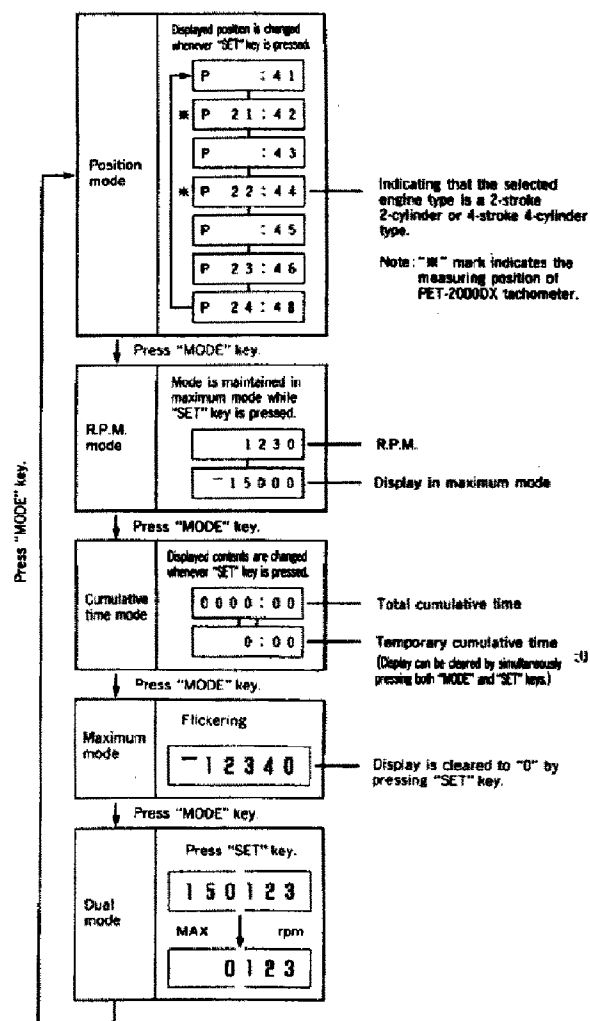 Displayed position is changed
whenever "SET" key is pressed.
P :41
※ P 21:42
P :43
Position
mode
※ P 22:44
Indicating that the selected
engine type is a 2-stroke
2-cylinder or 4-stroke 4-cylinder
type.
P :45
P 23:46
Note: "※" mark indicates the
measuring position of
PET-2000DX tachometer.
P 24:48
Press "MODE" key.
Mode is maintained in
maximum mode while
"SET" key is pressed.
R.P.M.
mode
1230
R.P.M.
‾15000
Display in maximum mode
Press "MODE" key.
Press "MODE" key.
Displayed contents are changed
whenever "SET" key is pressed.
Cumulative
time mode
0000:00
Total cumulative time
0:00
Temporary cumulative time
(Display can be cleared by simultaneously
pressing both "MODE" and "SET" keys.)
Press "MODE" key.
Flickering
Maximum
mode
‾12340
Display is cleared to "0" by
pressing "SET" key.
Press "MODE" key.
Press "SET" key.
150123
Dual
mode
MAX rpm
0123